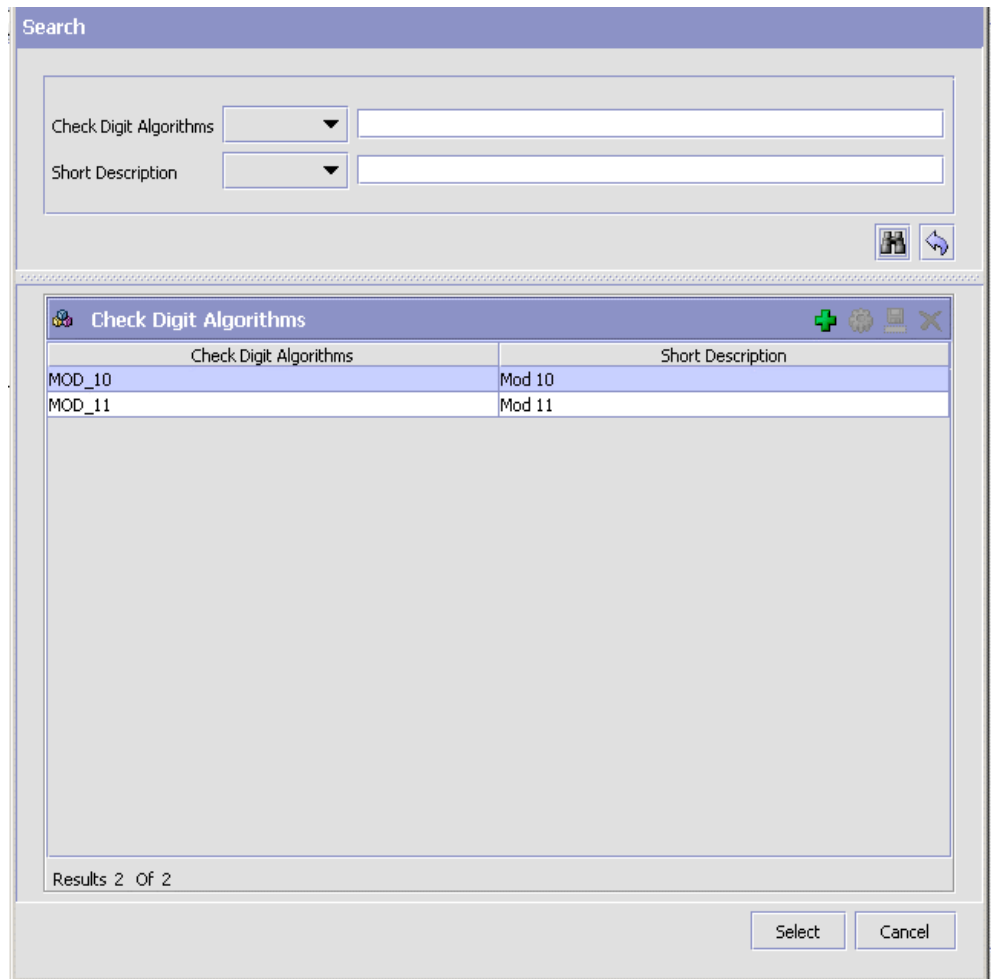 Search
Check Digit Algorithms
Short Description
Check Digit Algorithms
Check Digit Algorithms Short Description
MOD_10 Mod 10
MOD_11 Mod 11
Results 2 Of 2
Select Cancel